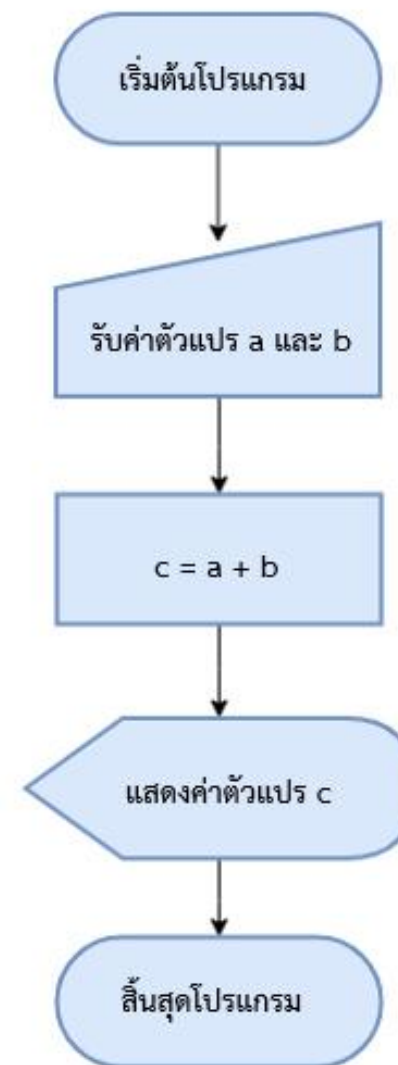 เริ่มต้นโปรแกรม
รับค่าตัวแปร a และ b
c = a + b
แสดงค่าตัวแปร c
สิ้นสุดโปรแกรม